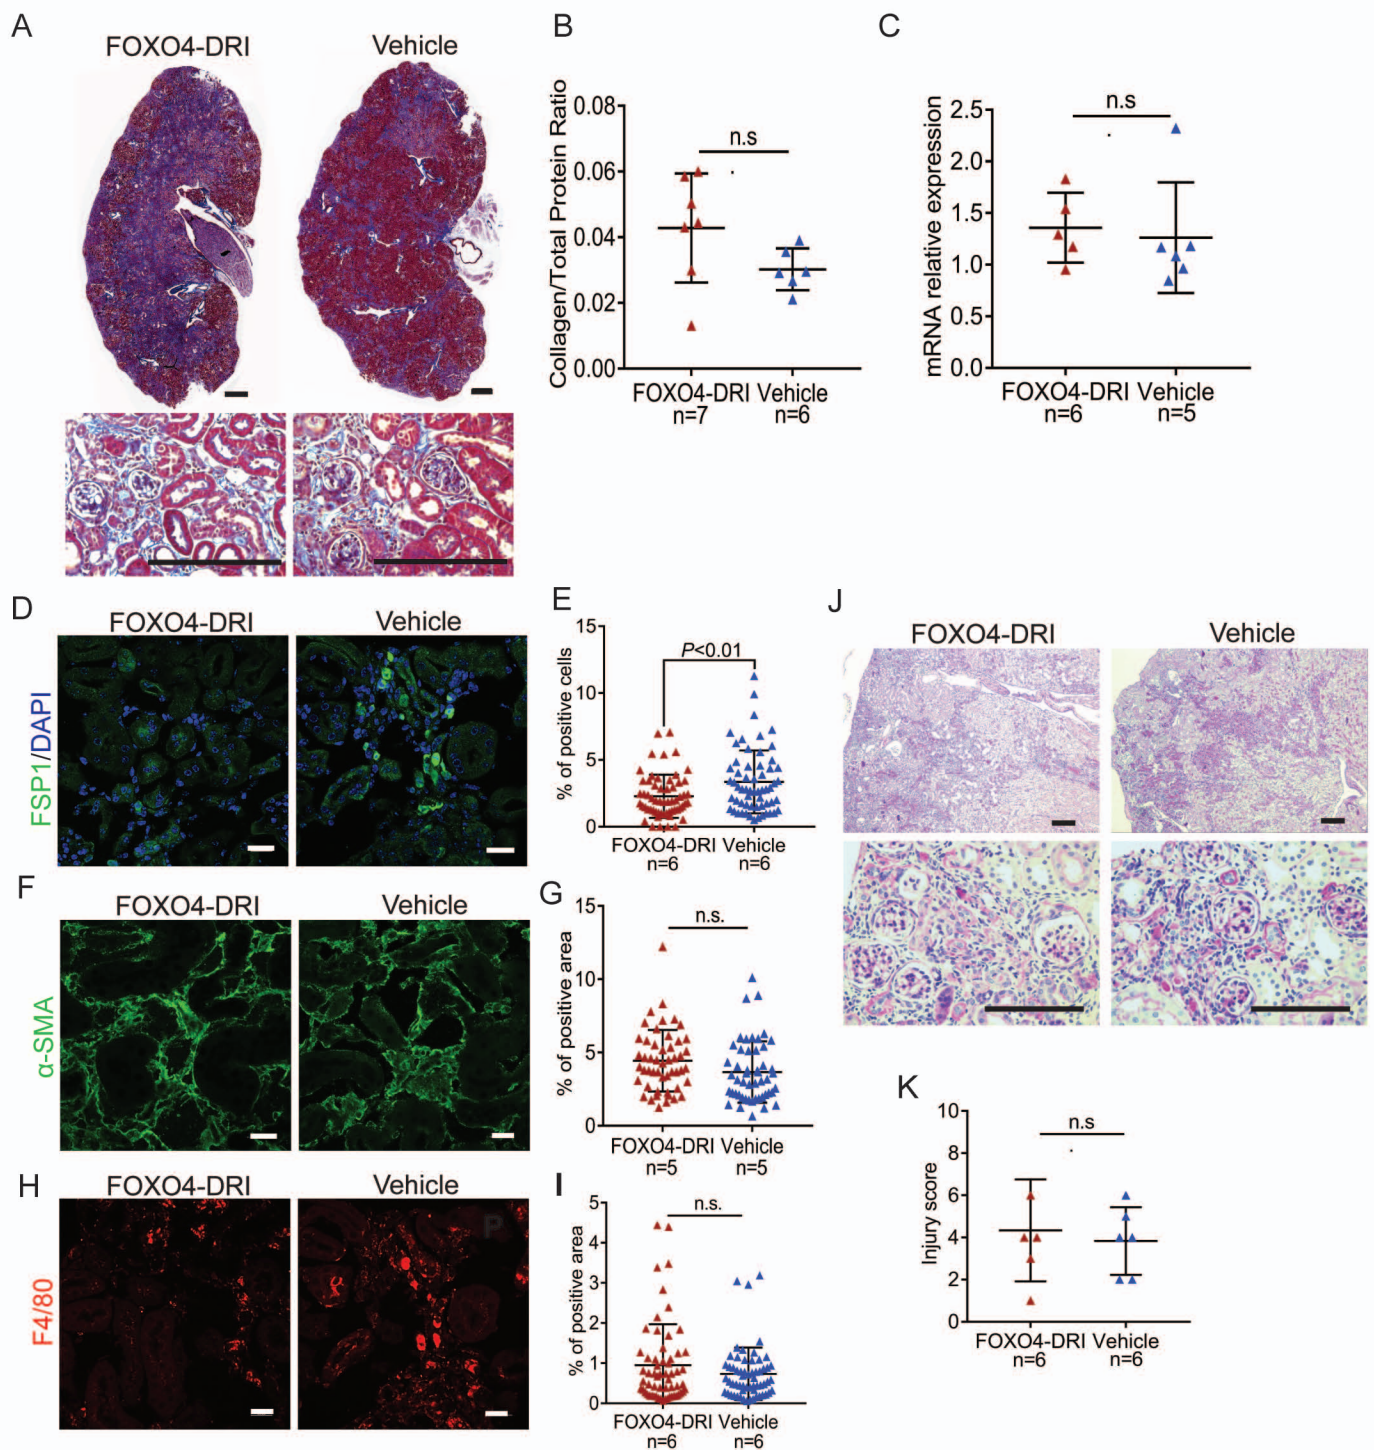 A
FOXO4-DRI
Vehicle
B
Collagen/Total Protein Ratio
0.08
0.06
0.04
0.02
0.00
n.s
FOXO4-DRI
n=7
Vehicle
n=6
C
mRNA relative expression
2.5
2.0
1.5
1.0
0.5
0.0
n.s
FOXO4-DRI
n=6
Vehicle
n=5
D
FOXO4-DRI
Vehicle
FSP1/DAPI
E
% of positive cells
15
10
5
0
P<0.01
FOXO4-DRI
n=6
Vehicle
n=6
F
FOXO4-DRI
Vehicle
α-SMA
G
% of positive area
15
10
5
0
n.s.
FOXO4-DRI
n=5
Vehicle
n=5
H
FOXO4-DRI
Vehicle
F4/80
P
I
% of positive area
5
4
3
2
1
0
n.s.
FOXO4-DRI
n=6
Vehicle
n=6
J
FOXO4-DRI
Vehicle
K
Injury score
10
8
6
4
2
0
n.s
FOXO4-DRI
n=6
Vehicle
n=6